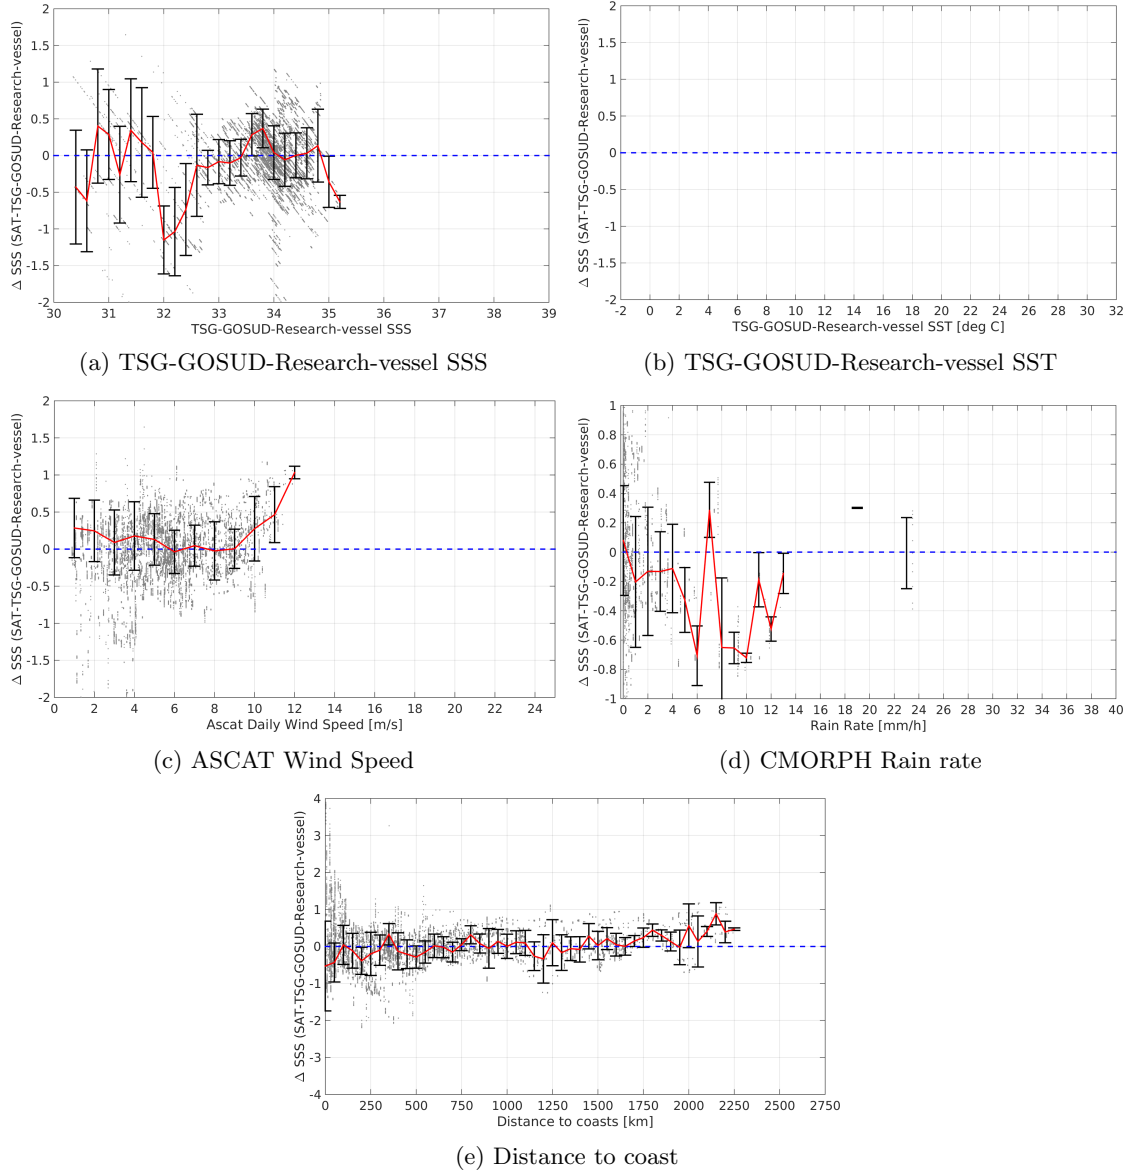 Δ SSS (SAT-TSG-GOSUD-Research-vessel)
2
1.5
1
0.5
0
-0.5
-1
-1.5
-2
30 31 32 33 34 35 36 37 38 39
TSG-GOSUD-Research-vessel SSS
(a) TSG-GOSUD-Research-vessel SSS
Δ SSS (SAT-TSG-GOSUD-Research-vessel)
2
1.5
1
0.5
0
-0.5
-1
-1.5
-2
-2 0 2 4 6 8 10 12 14 16 18 20 22 24 26 28 30 32
TSG-GOSUD-Research-vessel SST [deg C]
(b) TSG-GOSUD-Research-vessel SST
Δ SSS (SAT-TSG-GOSUD-Research-vessel)
2
1.5
1
0.5
0
-0.5
-1
-1.5
-2
0 2 4 6 8 10 12 14 16 18 20 22 24
Ascat Daily Wind Speed [m/s]
(c) ASCAT Wind Speed
Δ SSS (SAT-TSG-GOSUD-Research-vessel)
1
0.8
0.6
0.4
0.2
0
-0.2
-0.4
-0.6
-0.8
-1
0 2 4 6 8 10 12 14 16 18 20 22 24 26 28 30 32 34 36 38 40
Rain Rate [mm/h]
(d) CMORPH Rain rate
Δ SSS (SAT-TSG-GOSUD-Research-vessel)
4
3
2
1
0
-1
-2
-3
-4
0 250 500 750 1000 1250 1500 1750 2000 2250 2500 2750
Distance to coasts [km]
(e) Distance to coast